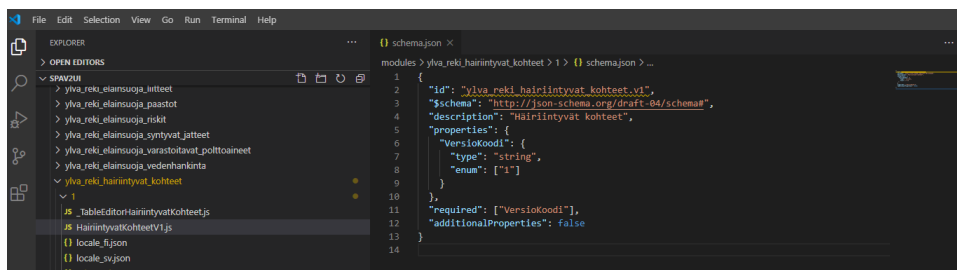 File Edit Selection View Go Run Terminal Help
EXPLORER
OPEN EDITORS
SPAV2UI
ylva_reki_elainsuoja_liitteet
ylva_reki_elainsuoja_paastot
ylva_reki_elainsuoja_riskit
ylva_reki_elainsuoja_syntyvat_jatteet
ylva_reki_elainsuoja_varastoitavat_polttoaineet
ylva_reki_elainsuoja_vedenhankinta
ylva_reki_hairiintyvat_kohteet
1
JS _TableEditorHairiintyvatKohteet.js
JS HairiintyvatKohteetV1.js
{} locale_fi.json
{} locale_sv.json
{} schema.json ×
modules > ylva_reki_hairiintyvat_kohteet > 1 > {} schema.json > ...
1 {
2 "id": "ylva_reki_hairiintyvat_kohteet.v1",
3 "$schema": "http://json-schema.org/draft-04/schema#",
4 "description": "Häiriintyvät kohteet",
5 "properties": {
6 "VersioKoodi": {
7 "type": "string",
8 "enum": ["1"]
9 }
10 },
11 "required": ["VersioKoodi"],
12 "additionalProperties": false
13 }
14